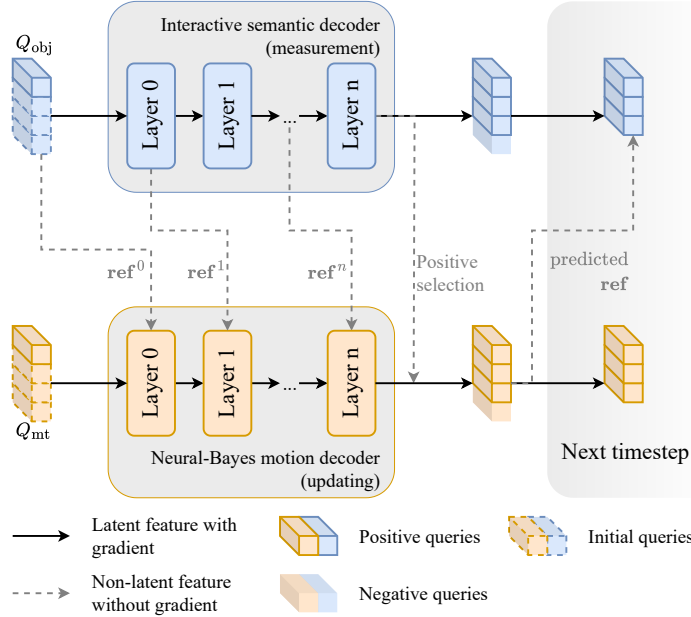 Interactive semantic decoder
(measurement)
Q_obj
Layer 0
Layer 1
...
Layer n
ref^0
ref^1
ref^n
Positive
selection
predicted
ref
Layer 0
Layer 1
...
Layer n
Q_mt
Neural-Bayes motion decoder
(updating)
Next timestep
Latent feature with
gradient
Positive queries
Initial queries
Non-latent feature
without gradient
Negative queries